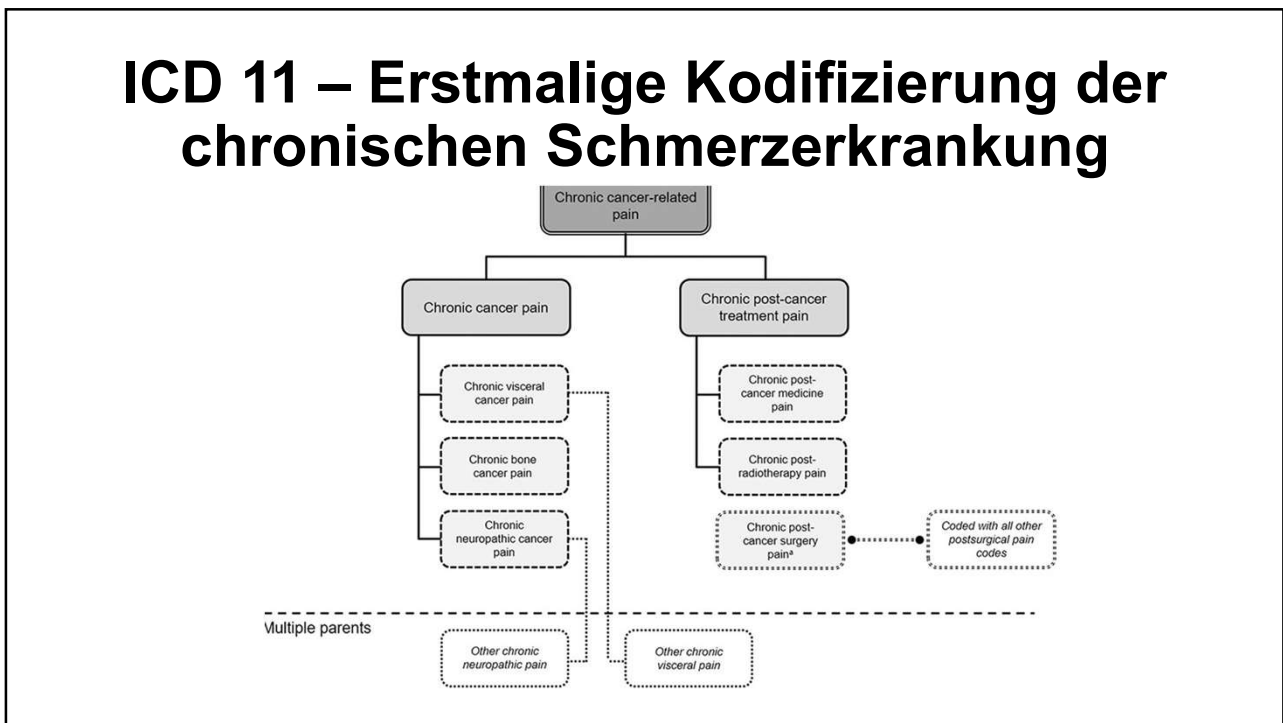 ICD 11 – Erstmalige Kodifizierung der
chronischen Schmerzerkrankung
Chronic cancer-related
pain
Chronic cancer pain
Chronic post-cancer
treatment pain
Chronic visceral
cancer pain
Chronic bone
cancer pain
Chronic
neuropathic cancer
pain
Chronic post-
cancer medicine
pain
Chronic post-
radiotherapy pain
Chronic post-
cancer surgery
painª
Coded with all other
postsurgical pain
codes
Multiple parents
Other chronic
neuropathic pain
Other chronic
visceral pain